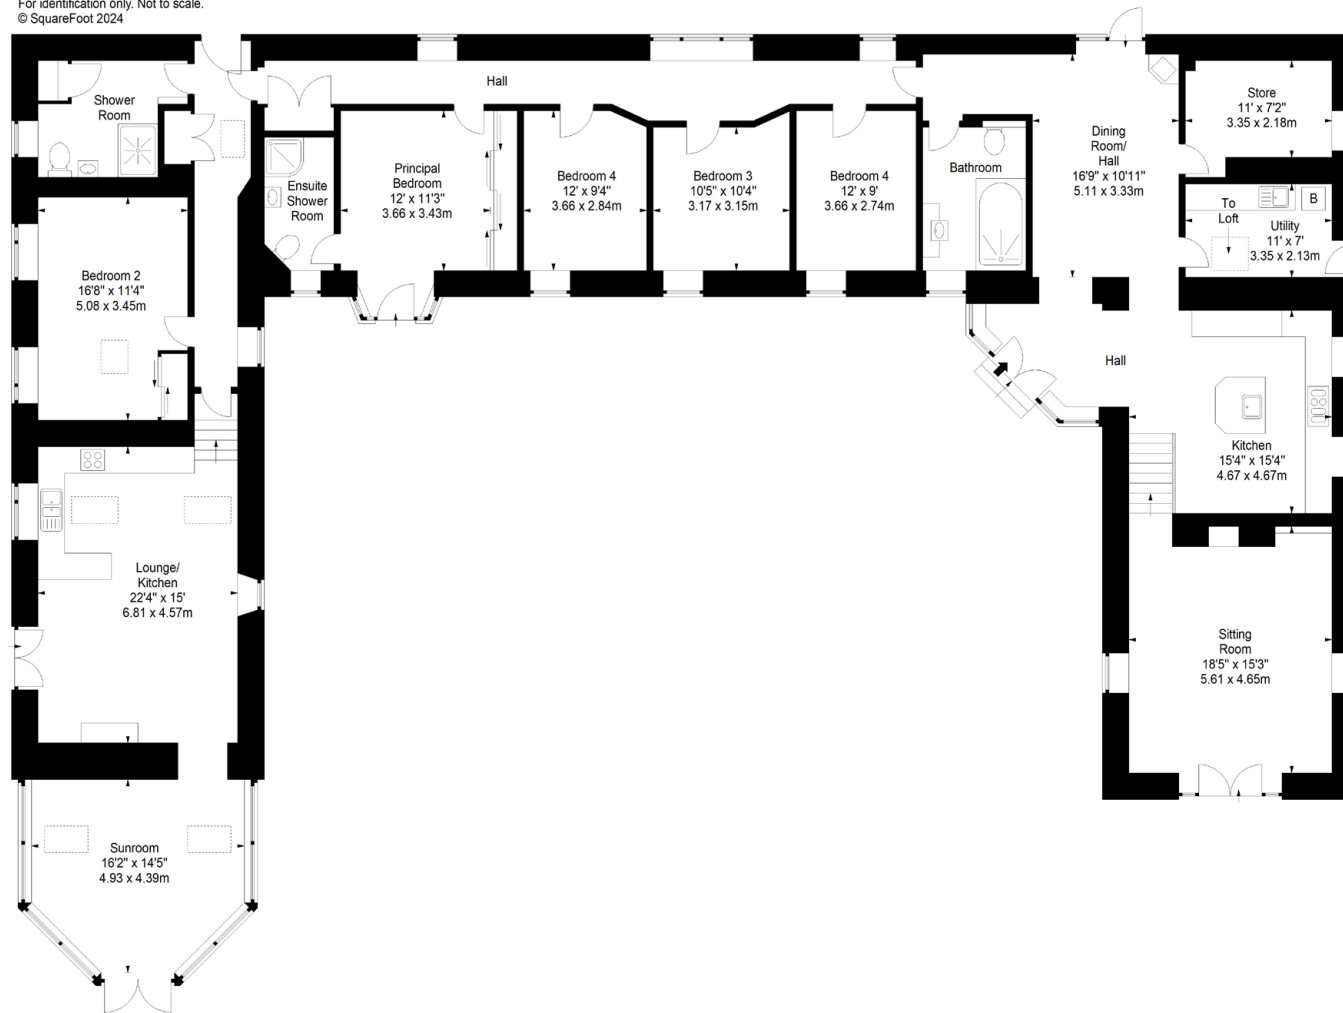 For identification only. Not to scale.
© SquareFoot 2024
Hall
Shower
Room
Store
11' x 7'2"
3.35 x 2.18m
Dining
Room/
Hall
16'9" x 10'11"
5.11 x 3.33m
Principal
Bedroom
12' x 11'3"
3.66 x 3.43m
Bedroom 4
12' x 9'4"
3.66 x 2.84m
Bedroom 3
10'5" x 10'4"
3.17 x 3.15m
Bedroom 4
12' x 9'
3.66 x 2.74m
Bathroom
Ensuite
Shower
Room
To
Loft
B
Utility
11' x 7'
3.35 x 2.13m
Bedroom 2
16'8" x 11'4"
5.08 x 3.45m
Hall
Kitchen
15'4" x 15'4"
4.67 x 4.67m
Lounge/
Kitchen
22'4" x 15'
6.81 x 4.57m
Sitting
Room
18'5" x 15'3"
5.61 x 4.65m
Sunroom
16'2" x 14'5"
4.93 x 4.39m